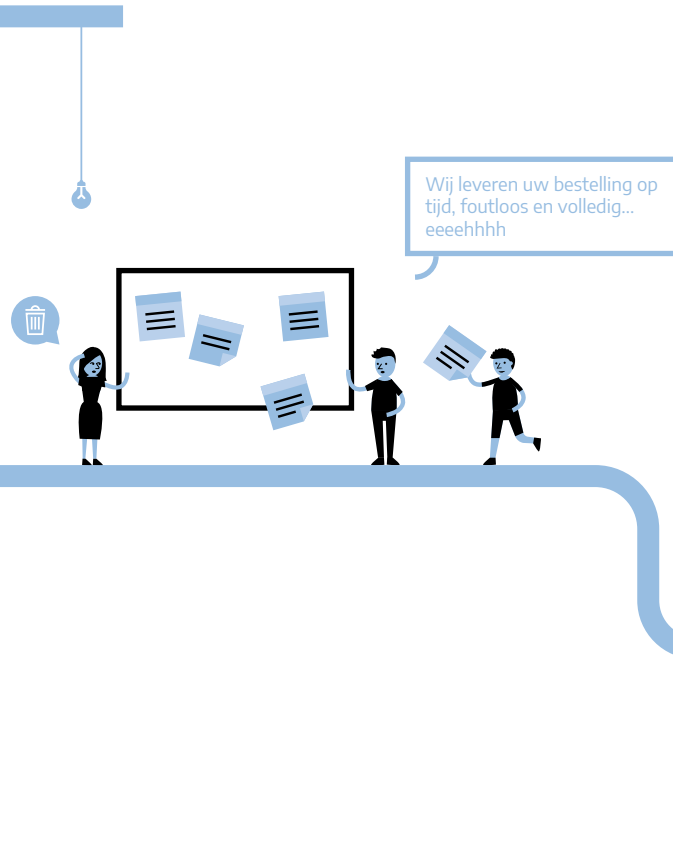 Wij leveren uw bestelling op
tijd, foutloos en volledig...
eeeehhhh